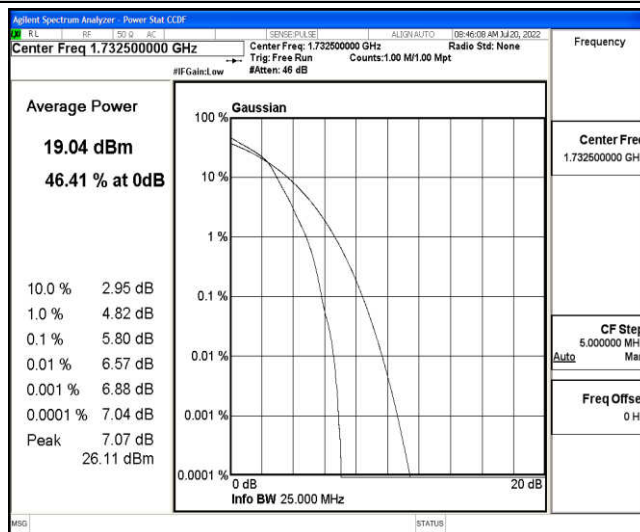 Agilent Spectrum Analyzer - Power Stat CCDF
RL RF 50 Ω AC SENSE:PULSE ALIGN AUTO 08:46:08 AM Jul 20, 2022
Center Freq 1.732500000 GHz
Center Freq: 1.732500000 GHz Radio Std: None
Trig: Free Run Counts:1.00 M/1.00 Mpt
#IFGain:Low #Atten: 46 dB
Frequency
Average Power
19.04 dBm
46.41 % at 0dB
10.0 % 2.95 dB
1.0 % 4.82 dB
0.1 % 5.80 dB
0.01 % 6.57 dB
0.001 % 6.88 dB
0.0001 % 7.04 dB
Peak 7.07 dB
26.11 dBm
Gaussian
100 %
10 %
1 %
0.1 %
0.01 %
0.001 %
0.0001 %
0 dB 20 dB
Info BW 25.000 MHz
Center Fre
1.732500000 GH
CF Step
5.000000 MH
Auto Ma
Freq Offse
0 H
MSG STATUS